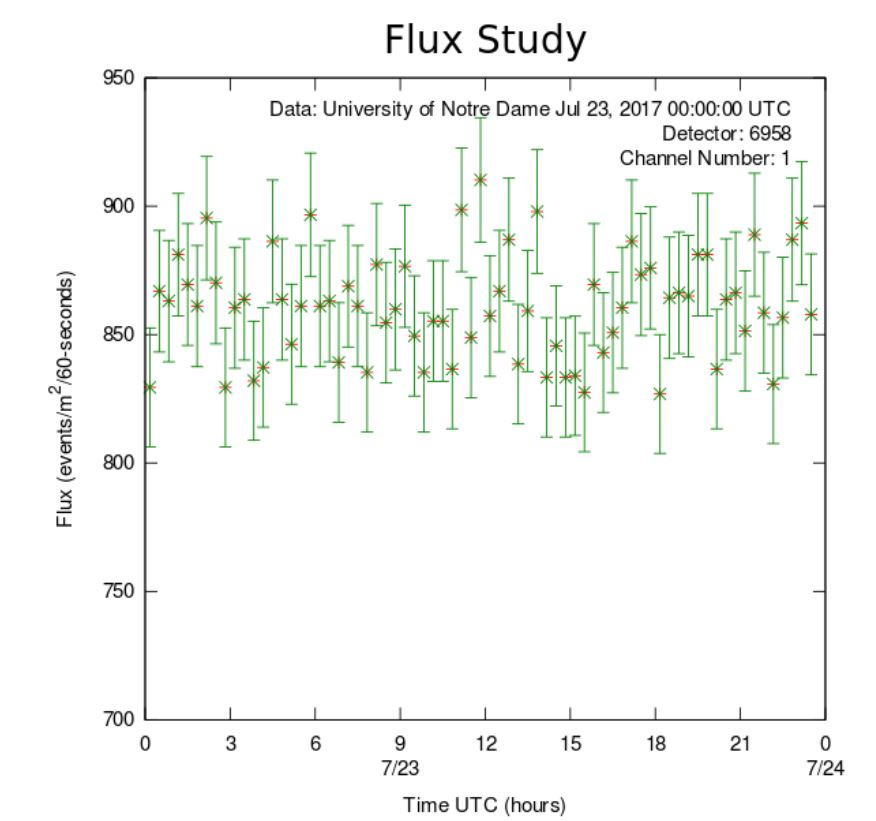 Flux Study
950
Data: University of Notre Dame Jul 23, 2017 00:00:00 UTC
Detector: 6958
Channel Number: 1
900
850
Flux (events/m²/60-seconds)
800
750
700
0 3 6 9 12 15 18 21 0
7/23 7/24
Time UTC (hours)